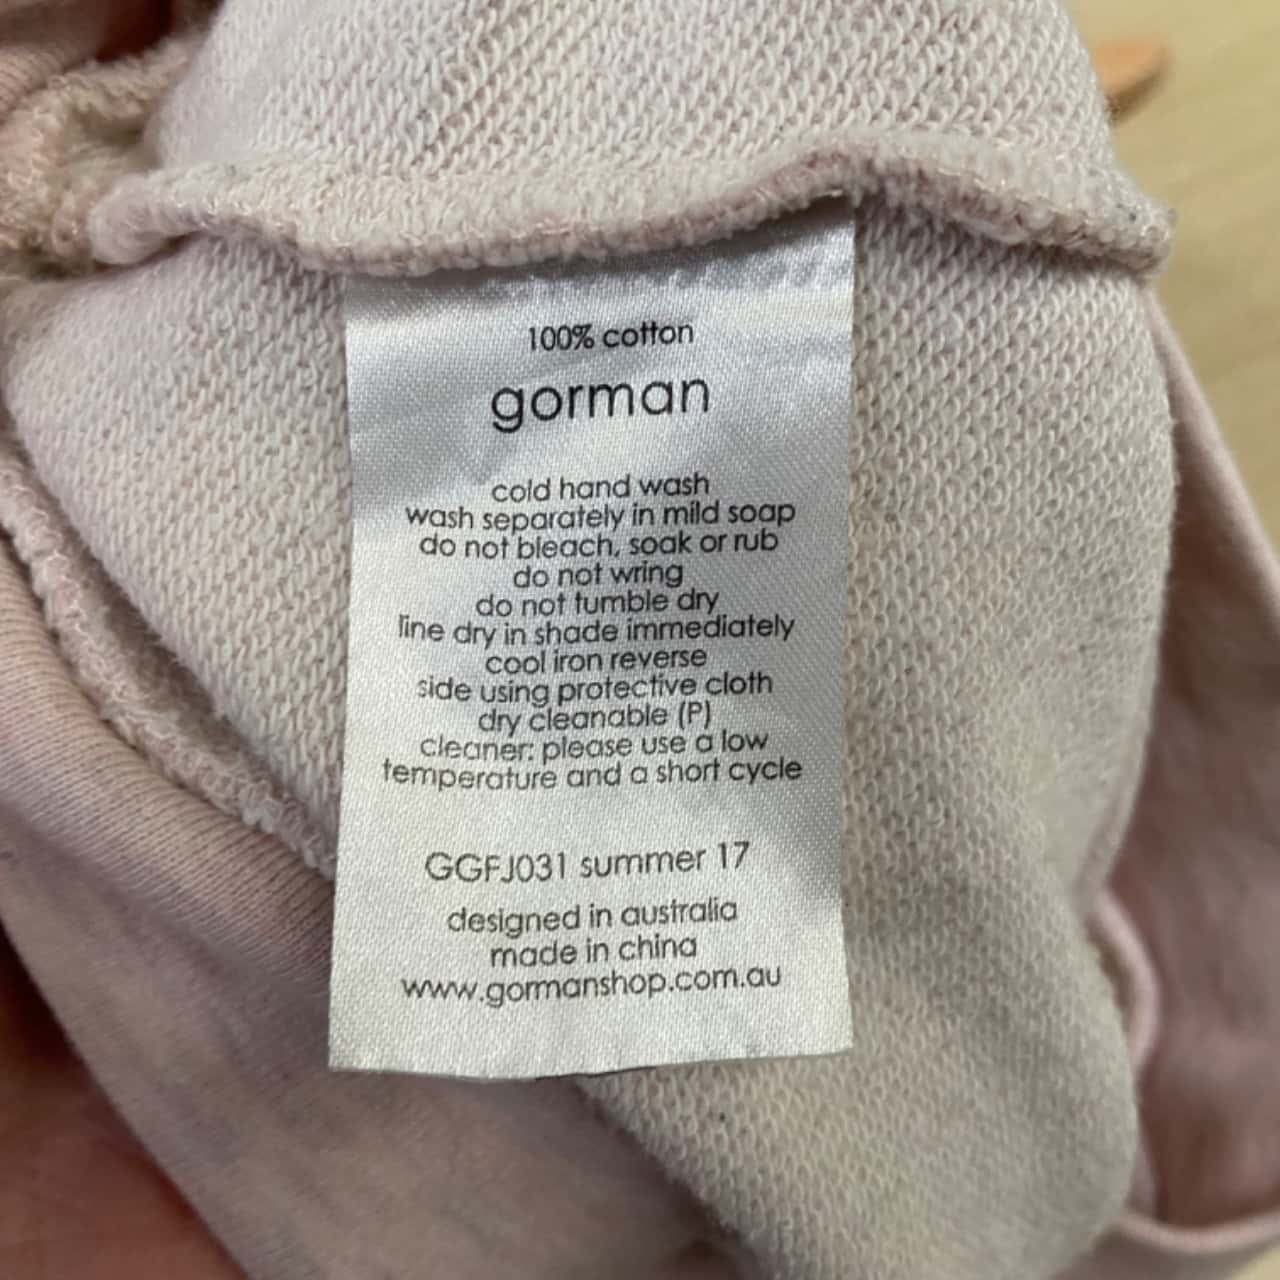 100% cotton
gorman
cold hand wash
wash separately in mild soap
do not bleach, soak or rub
do not wring
do not tumble dry
line dry in shade immediately
cool iron reverse
side using protective cloth
dry cleanable (P)
cleaner: please use a low
temperature and a short cycle
GGFJ031 summer 17
designed in australia
made in china
www.gormanshop.com.au